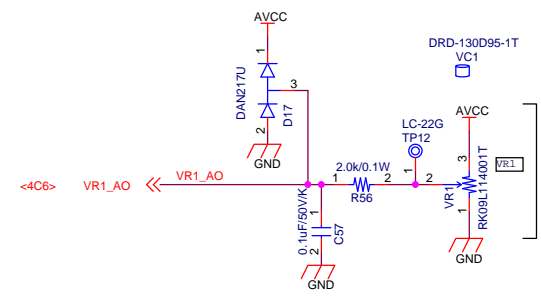 AVCC
DRD-130D95-1T
VC1
1
DAN217U
3
D17
2
GND
LC-22G
TP12
1
AVCC
3
VR1
RK09L114001T
VR1
2.0k/0.1W
1
2
2
R56
1
GND
<4C6>
VR1_AO
VR1_AO
0.1uF/50V/K
1
C57
2
GND